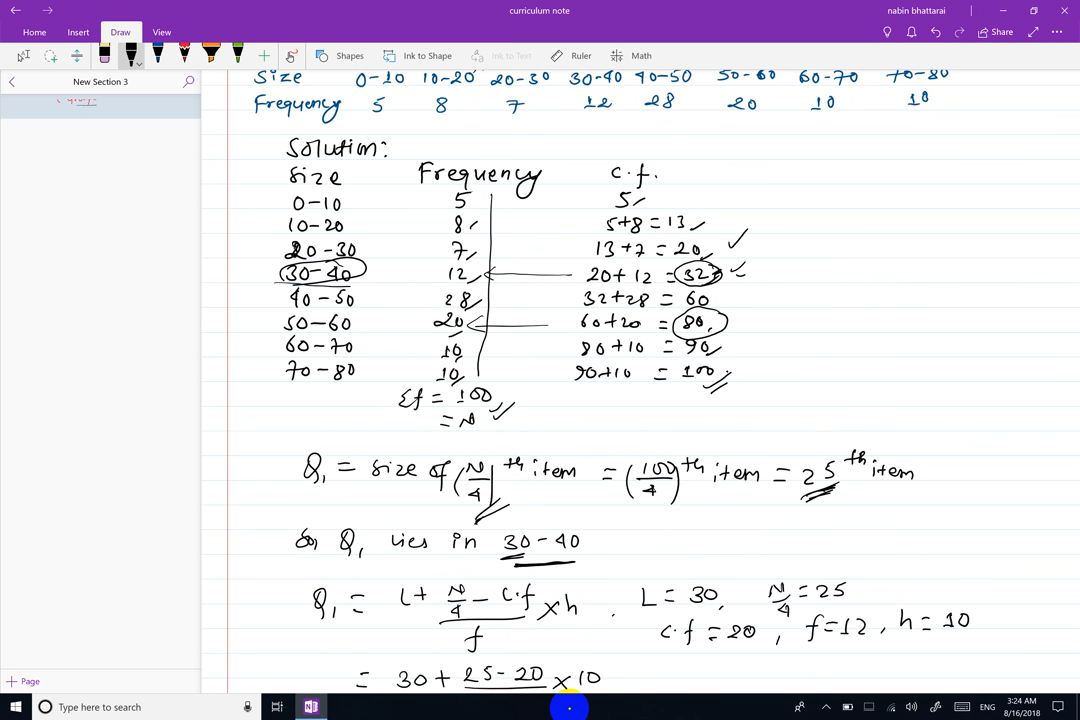 curriculum note
nabin bhattarai
Home Insert Draw View
Share
Shapes Ink to Shape Ink to Text Ruler Math
New Section 3
Size 0-10 10-20 20-30 30-40 40-50 50-60 60-70 70-80
Frequency 5 8 7 12 28 20 10 10
Solution:
Size Frequency c.f.
0-10 5 5
10-20 8 5+8 = 13
20-30 7 13+7 = 20
30-40 12 20+12 = 32
40-50 28 32+28 = 60
50-60 20 60+20 = 80
60-70 10 80+10 = 90
70-80 10 90+10 = 100
Σf = 100
= N
Q₁ = Size of (N/4)th item = (100/4)th item = 25th item
Q₁ lies in 30-40
Q₁ = L + (N/4 - C.f)/f × h . L = 30, N/4 = 25
c.f = 20, f = 12, h = 10
= 30 + 25-20 × 10
+ Page
Type here to search
ENG
3:24 AM
8/16/2018